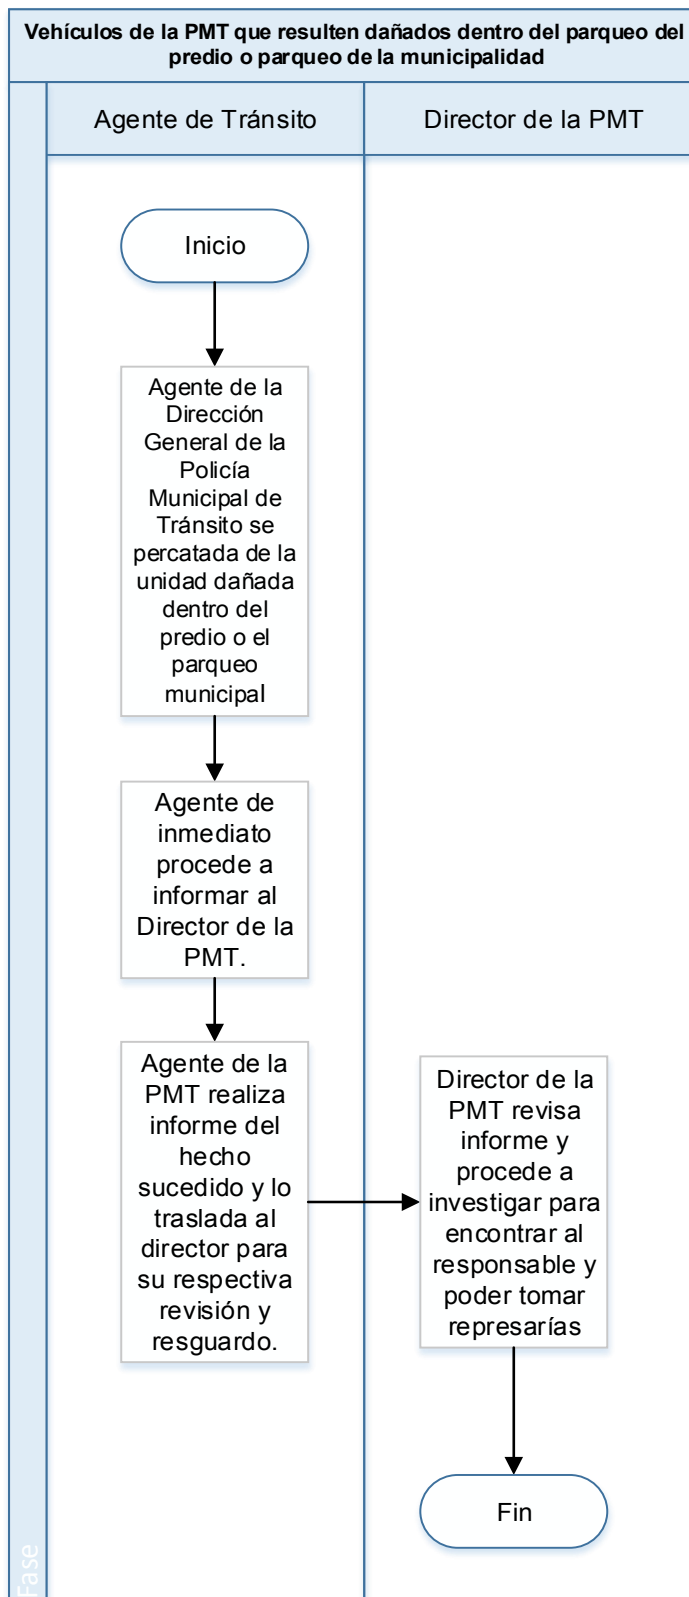 Vehículos de la PMT que resulten dañados dentro del parqueo del
predio o parqueo de la municipalidad
Agente de Tránsito
Director de la PMT
Inicio
Agente de la
Dirección
General de la
Policía
Municipal de
Tránsito se
percatada de la
unidad dañada
dentro del
predio o el
parqueo
municipal
Agente de
inmediato
procede a
informar al
Director de la
PMT.
Agente de la
PMT realiza
informe del
hecho
sucedido y lo
traslada al
director para
su respectiva
revisión y
resguardo.
Director de la
PMT revisa
informe y
procede a
investigar para
encontrar al
responsable y
poder tomar
represarías
Fin
Fase